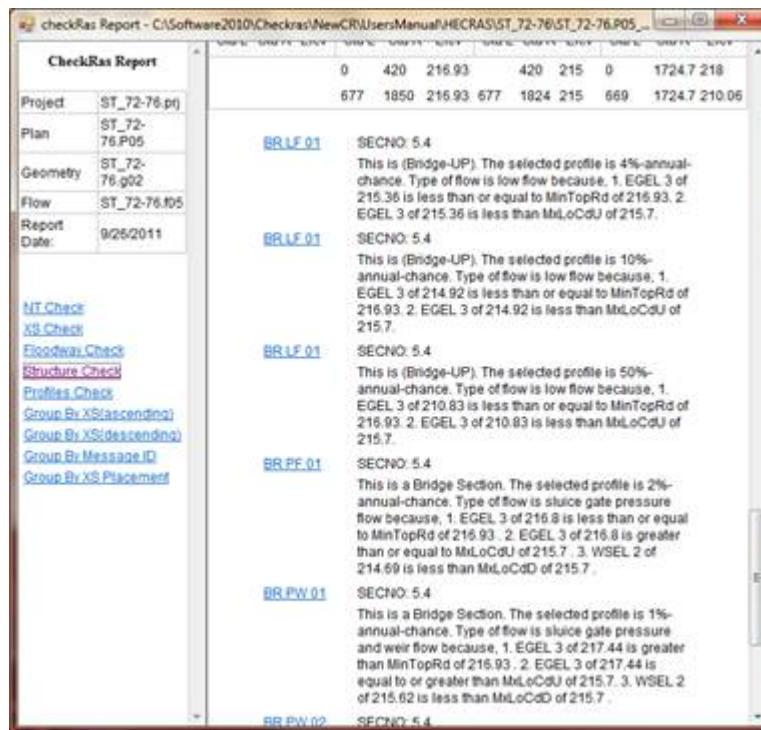 checkRas Report - C:\Software2010\Checkras\NewCR\UsersManual\HECRAS\ST_72-76\ST_72-76.P05_...
CheckRas Report
Project ST_72-76.prj
Plan ST_72-
76.P05
Geometry ST_72-
76.g02
Flow ST_72-76.f05
Report
Date: 9/26/2011
NT Check
XS Check
Floodway Check
Structure Check
Profiles Check
Group By XS(ascending)
Group By XS(descending)
Group By Message ID
Group By XS Placement
0 420 216.93 420 215 0 1724.7 218
677 1850 216.93 677 1824 215 669 1724.7 210.06
BR LF 01 SECNO: 5.4
This is (Bridge-UP). The selected profile is 4%-annual-
chance. Type of flow is low flow because, 1. EGEL 3 of
215.36 is less than or equal to MinTopRd of 216.93. 2.
EGEL 3 of 215.36 is less than MxLoCdU of 215.7.
BR LF 01 SECNO: 5.4
This is (Bridge-UP). The selected profile is 10%-
annual-chance. Type of flow is low flow because, 1.
EGEL 3 of 214.92 is less than or equal to MinTopRd of
216.93. 2. EGEL 3 of 214.92 is less than MxLoCdU of
215.7.
BR LF 01 SECNO: 5.4
This is (Bridge-UP). The selected profile is 50%-
annual-chance. Type of flow is low flow because, 1.
EGEL 3 of 210.83 is less than or equal to MinTopRd of
216.93. 2. EGEL 3 of 210.83 is less than MxLoCdU of
215.7.
BR PF 01 SECNO: 5.4
This is a Bridge Section. The selected profile is 2%-
annual-chance. Type of flow is sluice gate pressure
flow because, 1. EGEL 3 of 216.8 is less than or equal
to MinTopRd of 216.93 . 2. EGEL 3 of 216.8 is greater
than or equal to MxLoCdU of 215.7 . 3. WSEL 2 of
214.69 is less than MxLoCdD of 215.7 .
BR PW 01 SECNO: 5.4
This is a Bridge Section. The selected profile is 1%-
annual-chance. Type of flow is sluice gate pressure
and weir flow because, 1. EGEL 3 of 217.44 is greater
than MinTopRd of 216.93 . 2. EGEL 3 of 217.44 is
equal to or greater than MxLoCdU of 215.7. 3. WSEL 2
of 215.62 is less than MxLoCdD of 215.7 .
BR PW 02 SECNO: 5.4